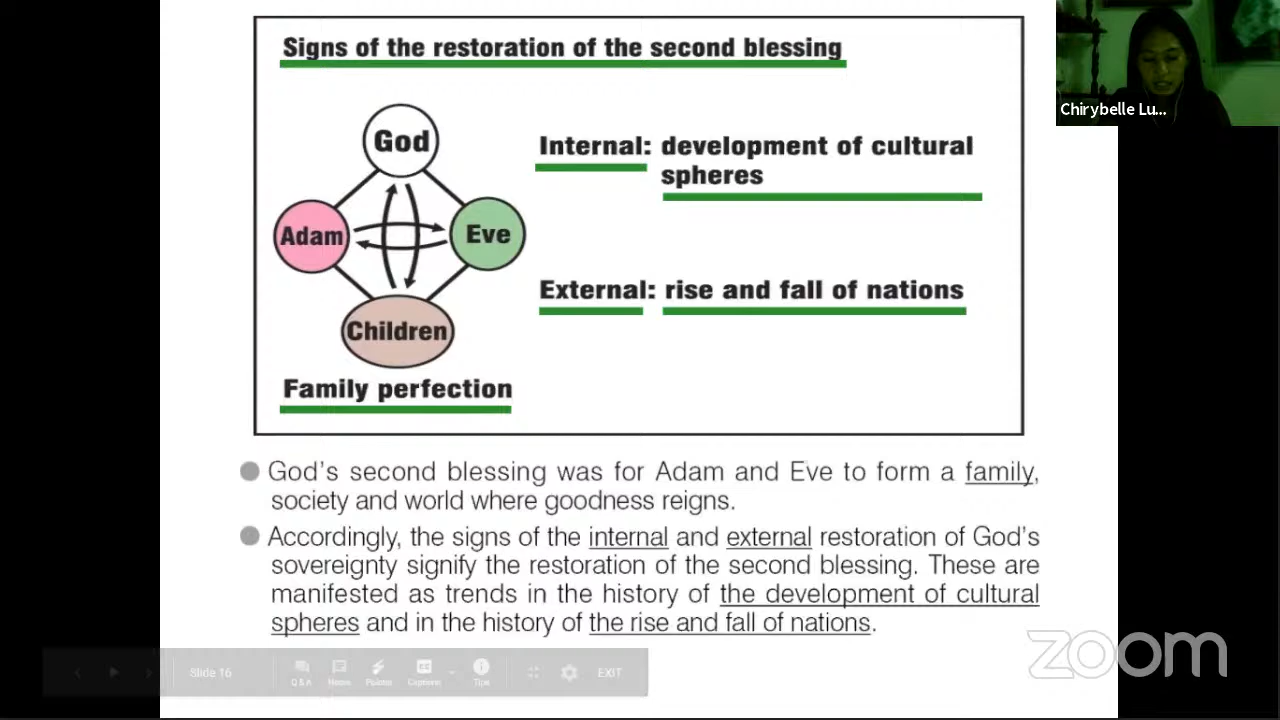 Signs of the restoration of the second blessing
God
Internal: development of cultural
spheres
Adam
Eve
External: rise and fall of nations
Children
Family perfection
God's second blessing was for Adam and Eve to form a family,
society and world where goodness reigns.
Accordingly, the signs of the internal and external restoration of God's
sovereignty signify the restoration of the second blessing. These are
manifested as trends in the history of the development of cultural
spheres and in the history of the rise and fall of nations.
Chirybelle Lu...
Slide 16
Q & A
Notes
Pointer
Captions
Tips
EXIT
zoom